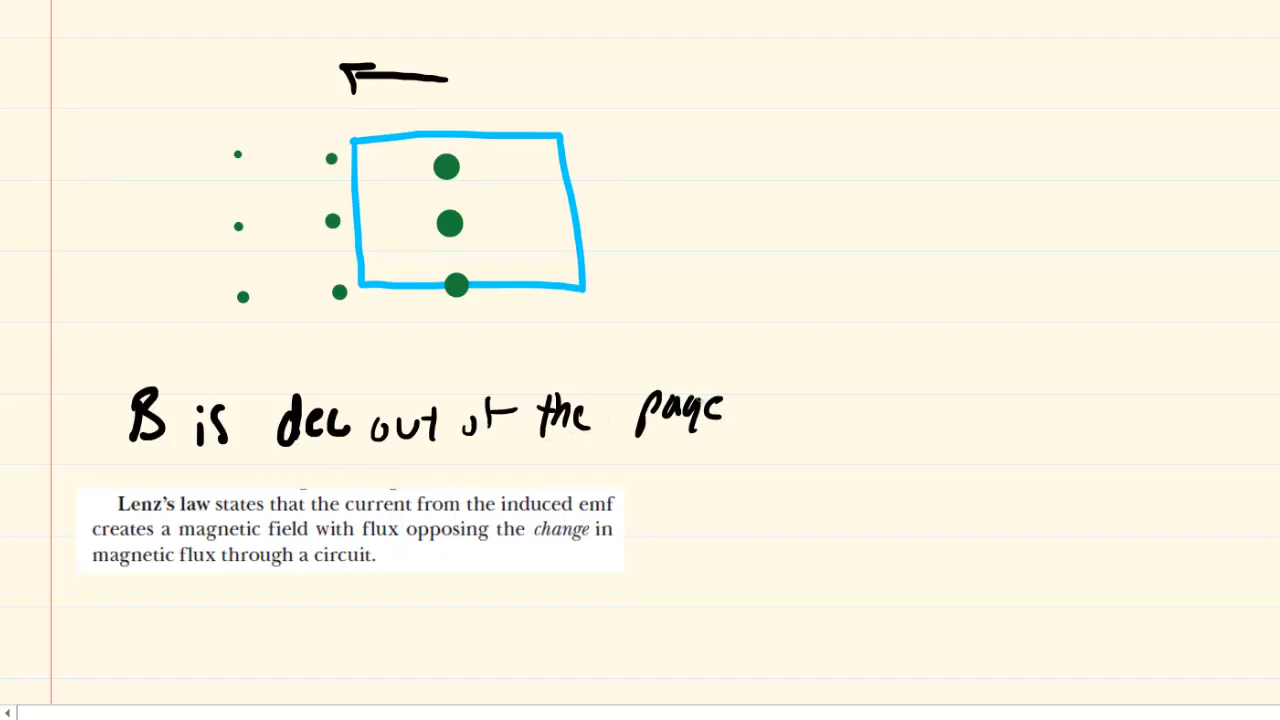 B is dec out of the page
Lenz's law states that the current from the induced emf
creates a magnetic field with flux opposing the change in
magnetic flux through a circuit.